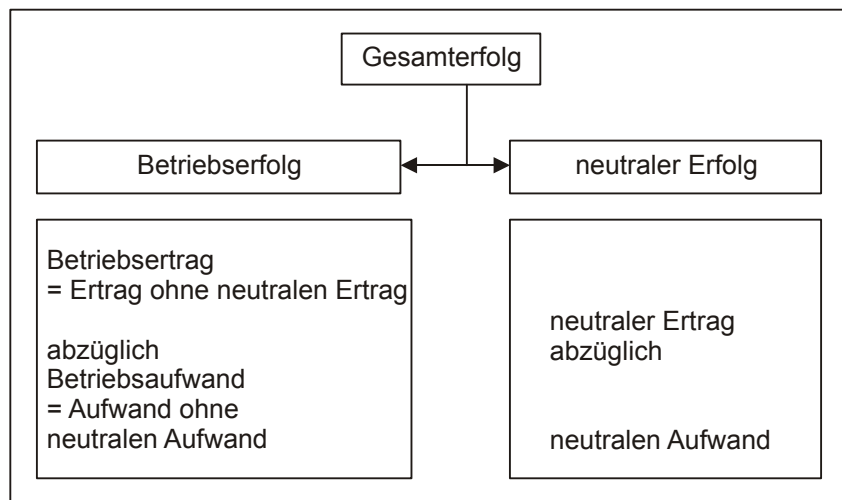 Gesamterfolg
Betriebserfolg
neutraler Erfolg
Betriebsertrag
= Ertrag ohne neutralen Ertrag
abzüglich
Betriebsaufwand
= Aufwand ohne
neutralen Aufwand
neutraler Ertrag
abzüglich
neutralen Aufwand